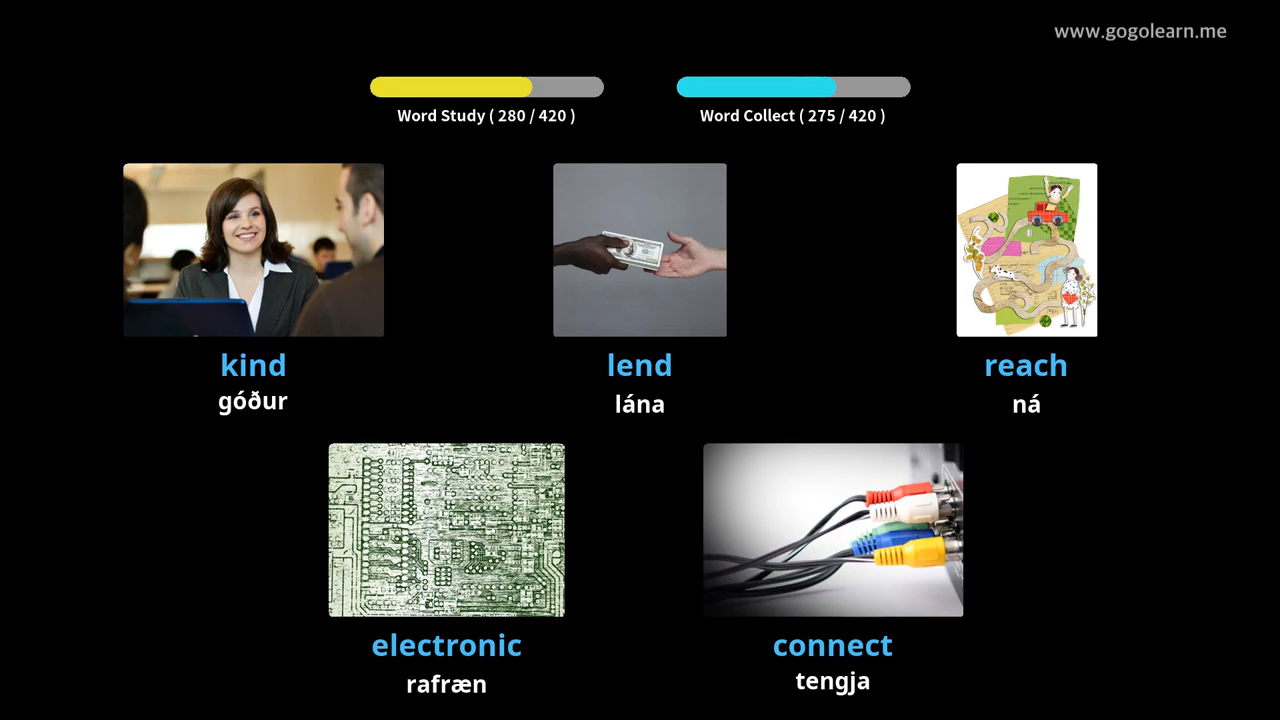 www.gogolearn.me
Word Study ( 280 / 420 )
Word Collect ( 275 / 420 )
kind
góður
lend
lána
reach
ná
electronic
rafræn
connect
tengja